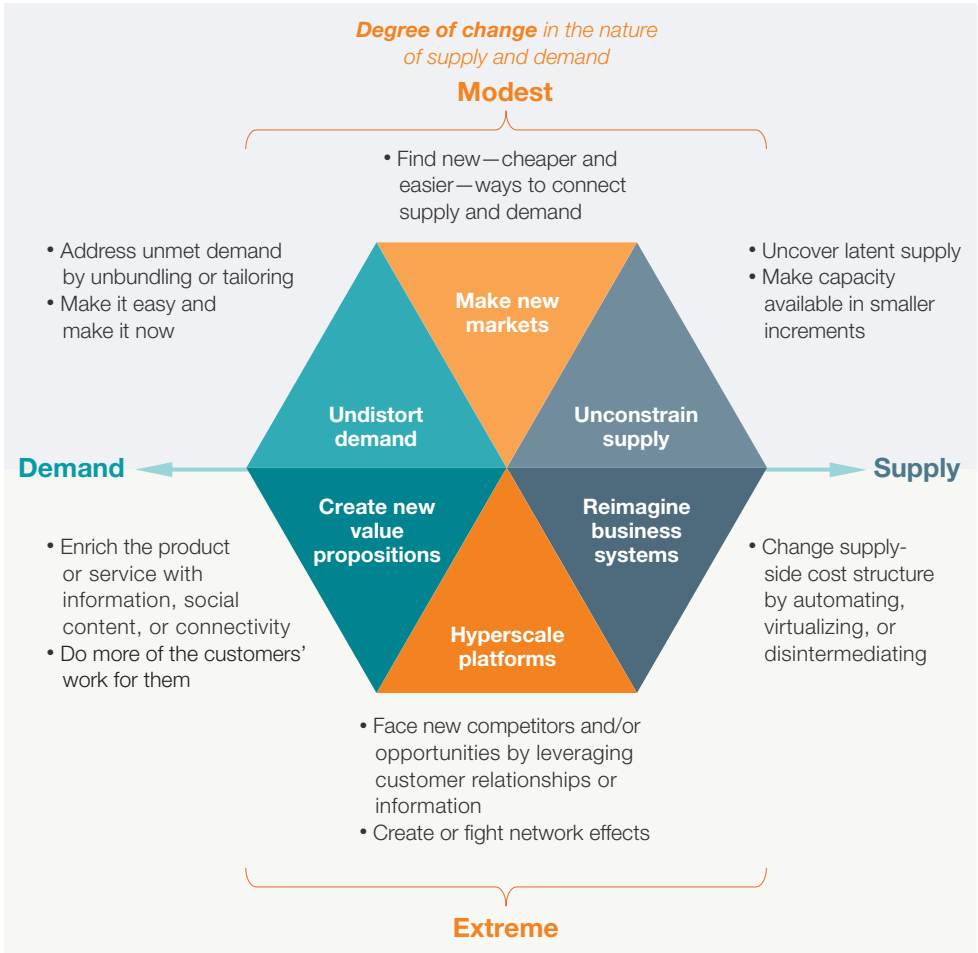 Degree of change in the nature
of supply and demand
Modest
• Find new—cheaper and
easier—ways to connect
supply and demand
• Address unmet demand
by unbundling or tailoring
• Make it easy and
make it now
• Uncover latent supply
• Make capacity
available in smaller
increments
Make new
markets
Undistort
demand
Unconstrain
supply
Demand
Supply
Create new
value
propositions
Reimagine
business
systems
• Enrich the product
or service with
information, social
content, or connectivity
• Do more of the customers’
work for them
• Change supply-
side cost structure
by automating,
virtualizing, or
disintermediating
Hyperscale
platforms
• Face new competitors and/or
opportunities by leveraging
customer relationships or
information
• Create or fight network effects
Extreme